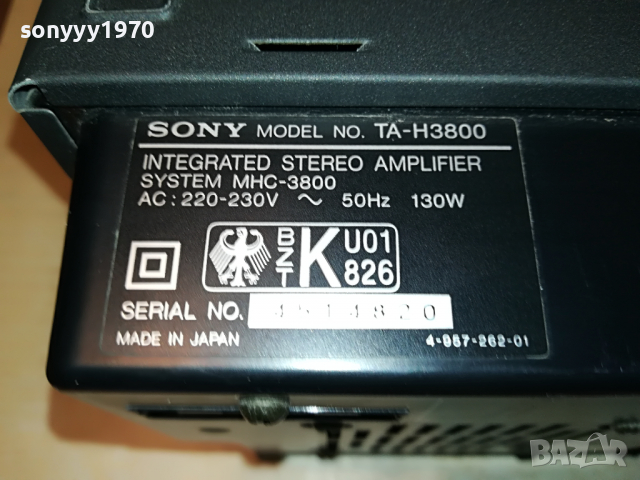 sonyyy1970
SONY MODEL NO. TA-H3800
INTEGRATED STEREO AMPLIFIER
SYSTEM MHC-3800
AC: 220-230V ~ 50Hz 130W
BZT K U01 826
SERIAL NO. 4514820
MADE IN JAPAN 4-957-262-01
BAZAR